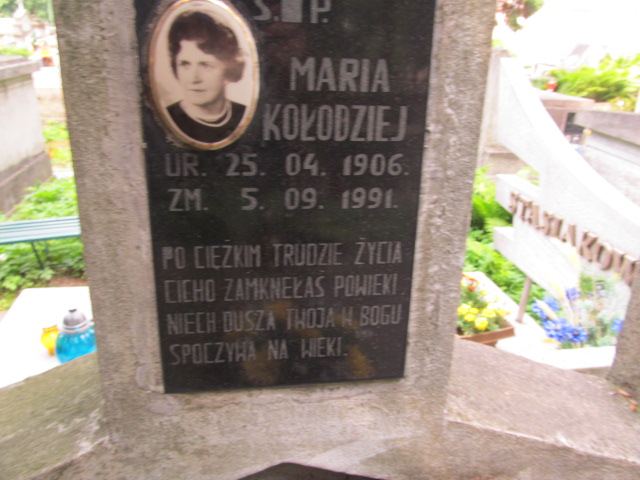 Ś. P.
MARIA
KOŁODZIEJ
UR. 25. 04. 1906.
ZM. 5. 09. 1991.
PO CIĘŻKIM TRUDZIE ŻYCIA
CICHO ZAMKNEŁAŚ POWIEKI.
NIECH DUSZA TWOJA W BOGU
SPOCZYWA NA WIEKI.